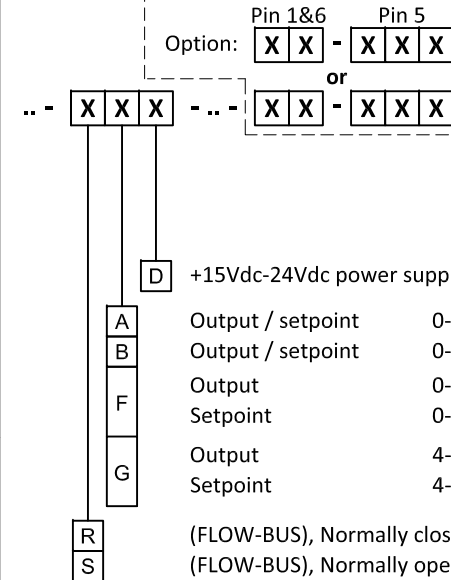 Pin 1&6 Pin 5
Option: X X - X X X
or
.. - X X X - .. - X X - X X X
D +15Vdc-24Vdc power supp
A Output / setpoint 0-
B Output / setpoint 0-
F Output 0-
Setpoint 0-
G Output 4-
Setpoint 4-
R (FLOW-BUS), Normally clos
S (FLOW-BUS), Normally ope